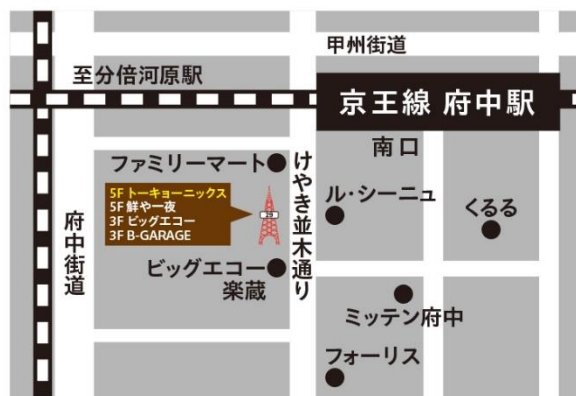 甲州街道
至分倍河原駅
京王線 府中駅
南口
ファミリーマート
けやき並木通り
5F トーキョーニックス
5F 鮮や一夜
3F ビッグエコー
3F B-GARAGE
29
ル・シーニュ
くるる
府中街道
ビッグエコー
楽蔵
ミッテン府中
フォーリス